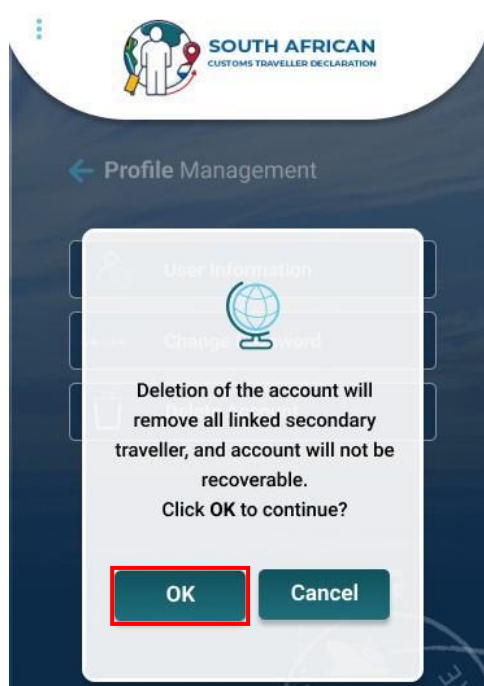 SOUTH AFRICAN
CUSTOMS TRAVELLER DECLARATION
Profile Management
User Information
Deletion of the account will
remove all linked secondary
traveller, and account will not be
recoverable.
Click OK to continue?
OK
Cancel